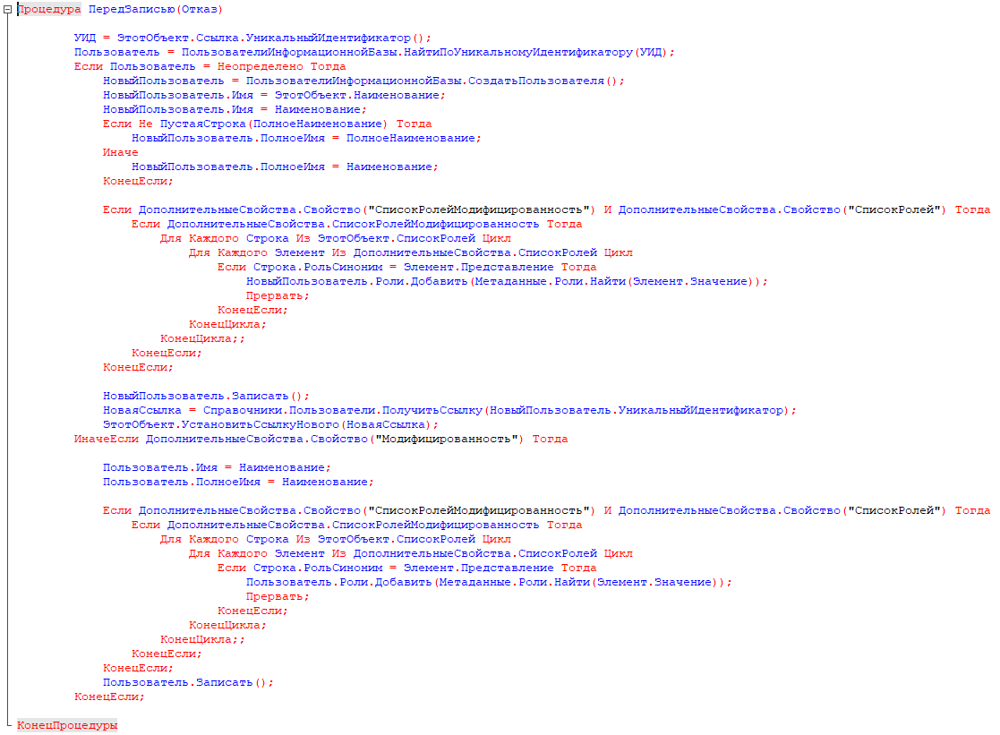 Процедура ПередЗаписью(Отказ)
УИД = ЭтотОбъект.Ссылка.УникальныйИдентификатор();
Пользователь = ПользователиИнформационнойБазы.НайтиПоУникальномуИдентификатору(УИД);
Если Пользователь = Неопределено Тогда
НовыйПользователь = ПользователиИнформационнойБазы.СоздатьПользователя();
НовыйПользователь.Имя = ЭтотОбъект.Наименование;
НовыйПользователь.Имя = Наименование;
Если Не ПустаяСтрока(ПолноеНаименование) Тогда
НовыйПользователь.ПолноеИмя = ПолноеНаименование;
Иначе
НовыйПользователь.ПолноеИмя = Наименование;
КонецЕсли;
Если ДополнительныеСвойства.Свойство("СписокРолейМодифицированность") И ДополнительныеСвойства.Свойство("СписокРолей") Тогда
Если ДополнительныеСвойства.СписокРолейМодифицированность Тогда
Для Каждого Строка Из ЭтотОбъект.СписокРолей Цикл
Для Каждого Элемент Из ДополнительныеСвойства.СписокРолей Цикл
Если Строка.РольСиноним = Элемент.Представление Тогда
НовыйПользователь.Роли.Добавить(Метаданные.Роли.Найти(Элемент.Значение));
Прервать;
КонецЕсли;
КонецЦикла;
КонецЦикла;;
КонецЕсли;
КонецЕсли;
НовыйПользователь.Записать();
НоваяСсылка = Справочники.Пользователи.ПолучитьСсылку(НовыйПользователь.УникальныйИдентификатор);
ЭтотОбъект.УстановитьСсылкуНового(НоваяСсылка);
ИначеЕсли ДополнительныеСвойства.Свойство("Модифицированность") Тогда
Пользователь.Имя = Наименование;
Пользователь.ПолноеИмя = Наименование;
Если ДополнительныеСвойства.Свойство("СписокРолейМодифицированность") И ДополнительныеСвойства.Свойство("СписокРолей") Тогда
Если ДополнительныеСвойства.СписокРолейМодифицированность Тогда
Для Каждого Строка Из ЭтотОбъект.СписокРолей Цикл
Для Каждого Элемент Из ДополнительныеСвойства.СписокРолей Цикл
Если Строка.РольСиноним = Элемент.Представление Тогда
Пользователь.Роли.Добавить(Метаданные.Роли.Найти(Элемент.Значение));
Прервать;
КонецЕсли;
КонецЦикла;
КонецЦикла;;
КонецЕсли;
КонецЕсли;
Пользователь.Записать();
КонецЕсли;
КонецПроцедуры